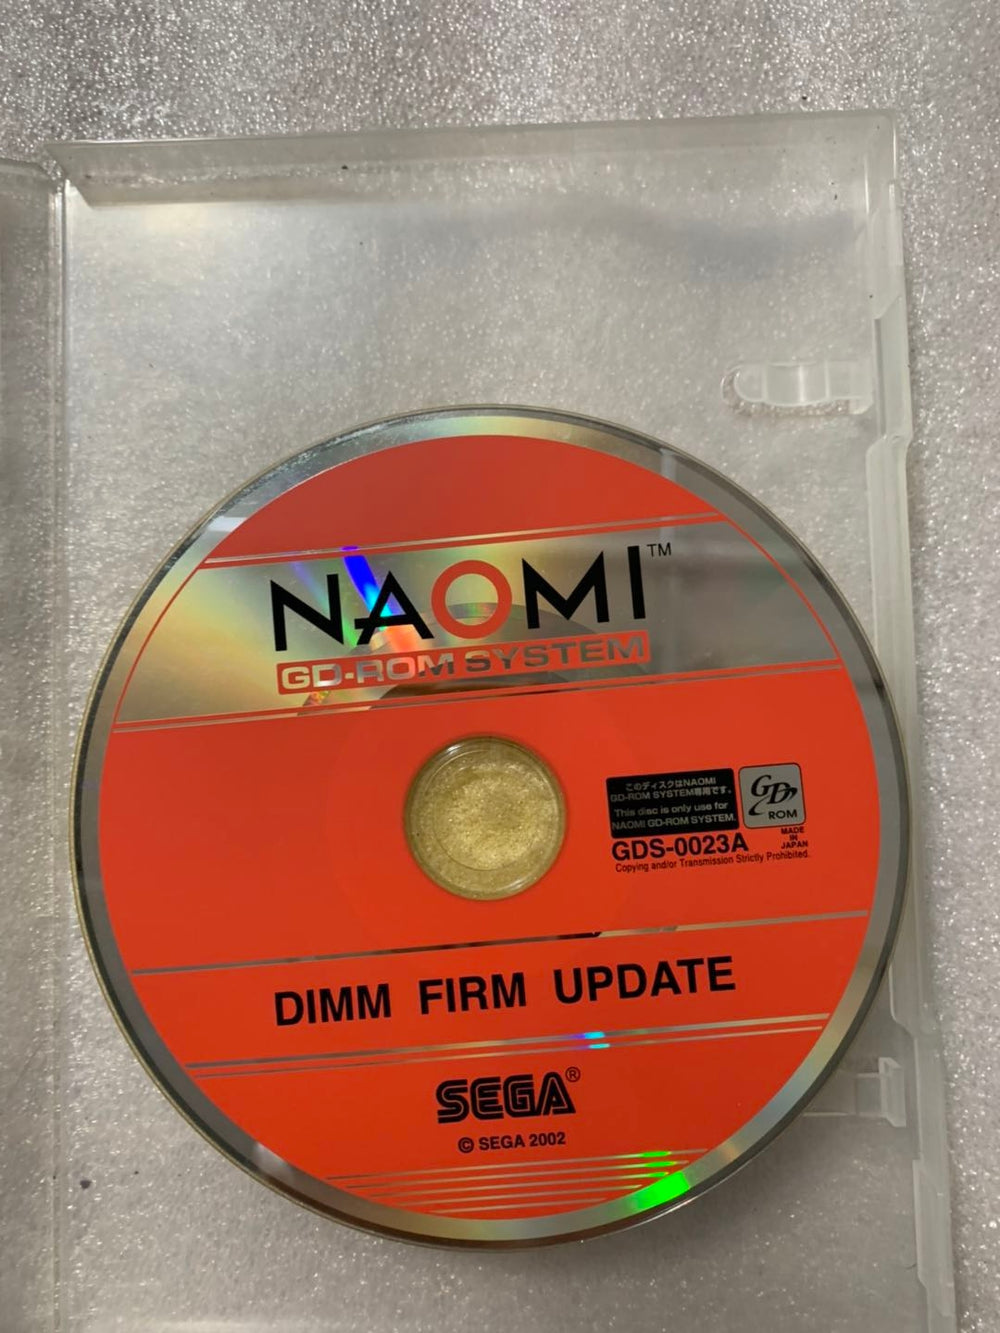 NAOMI™
GD-ROM SYSTEM
このディスクはNAOMI
GD-ROM SYSTEM専用です。
This disc is only use for
NAOMI GD-ROM SYSTEM.
GD
ROM
GDS-0023A
MADE
IN
JAPAN
Copying and/or Transmission Strictly Prohibited.
DIMM FIRM UPDATE
SEGA®
© SEGA 2002